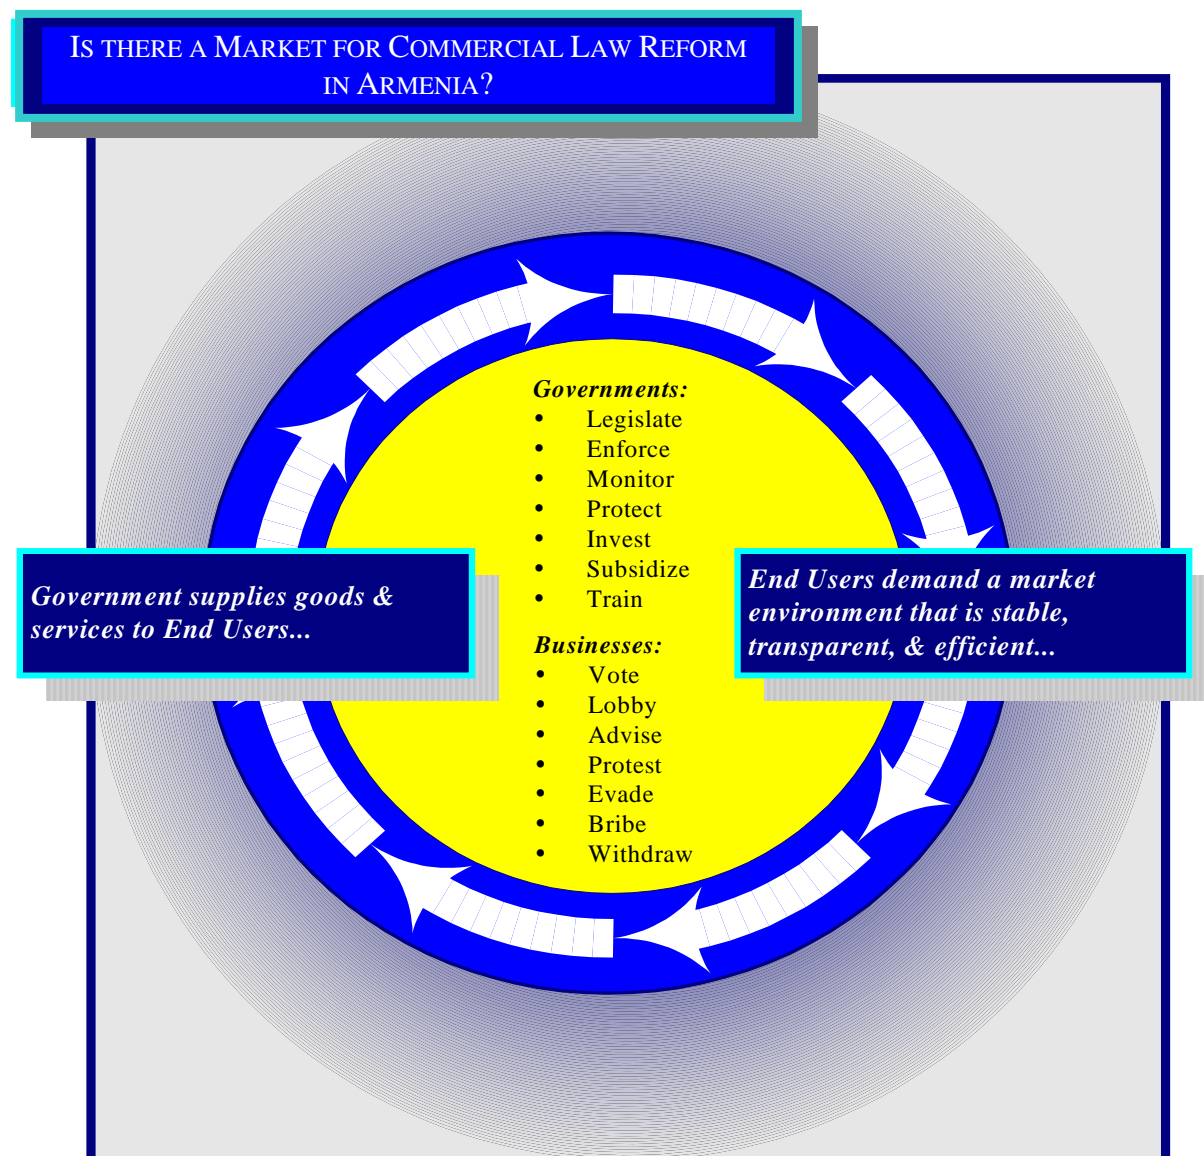 IS THERE A MARKET FOR COMMERCIAL LAW REFORM
IN ARMENIA?
Government supplies goods &
services to End Users...
Governments:
• Legislate
• Enforce
• Monitor
• Protect
• Invest
• Subsidize
• Train
Businesses:
• Vote
• Lobby
• Advise
• Protest
• Evade
• Bribe
• Withdraw
End Users demand a market
environment that is stable,
transparent, & efficient...